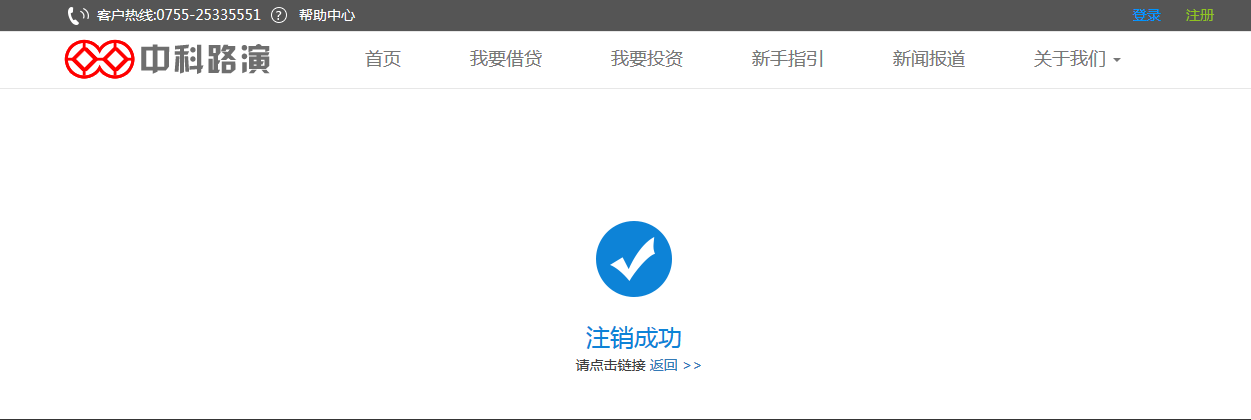 客户热线:0755-25335551 ? 帮助中心 登录 注册
中科路演 首页 我要借贷 我要投资 新手指引 新闻报道 关于我们
注销成功
请点击链接 返回 >>